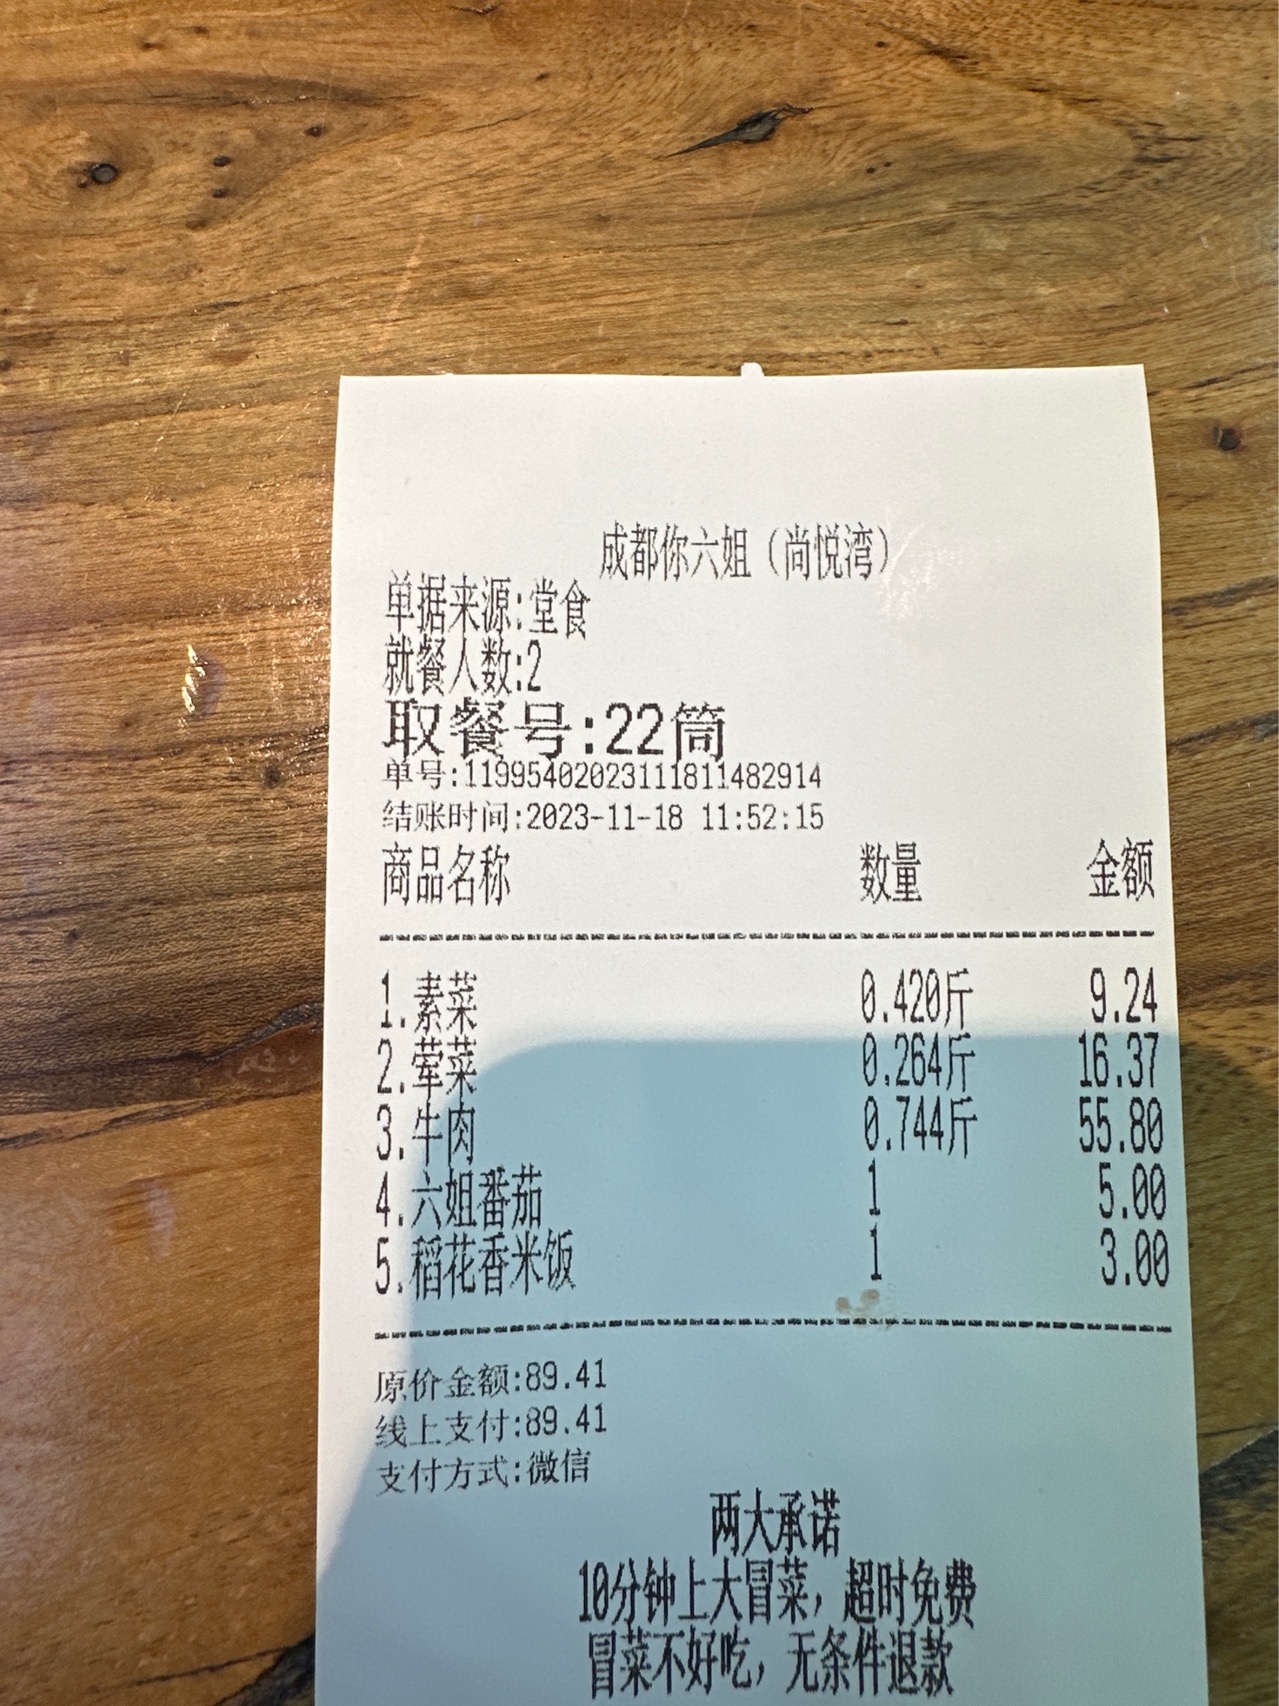 成都你六姐（尚悦湾）
单据来源:堂食
就餐人数:2
取餐号:22筒
单号:11995402023111811482914
结账时间:2023-11-18 11:52:15
商品名称 数量 金额
1.素菜 0.420斤 9.24
2.荤菜 0.264斤 16.37
3.牛肉 0.744斤 55.80
4.六姐番茄 1 5.00
5.稻花香米饭 1 3.00
原价金额:89.41
线上支付:89.41
支付方式:微信
两大承诺
10分钟上大冒菜，超时免费
冒菜不好吃，无条件退款